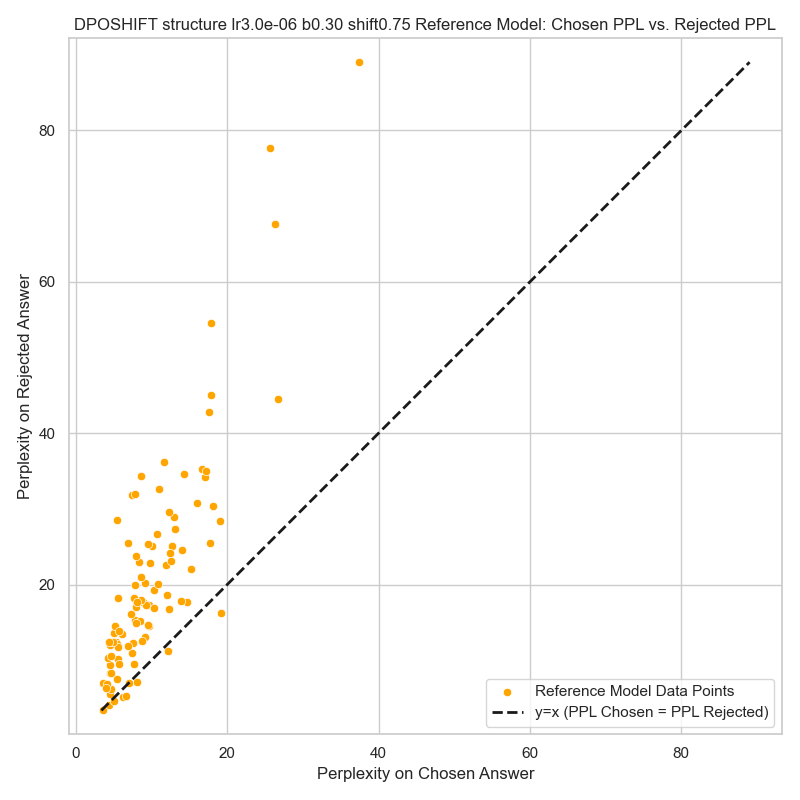 DPOSHIFT structure lr3.0e-06 b0.30 shift0.75 Reference Model: Chosen PPL vs. Rejected PPL
Perplexity on Rejected Answer
80
60
40
20
0
20
40
60
80
Perplexity on Chosen Answer
Reference Model Data Points
y=x (PPL Chosen = PPL Rejected)